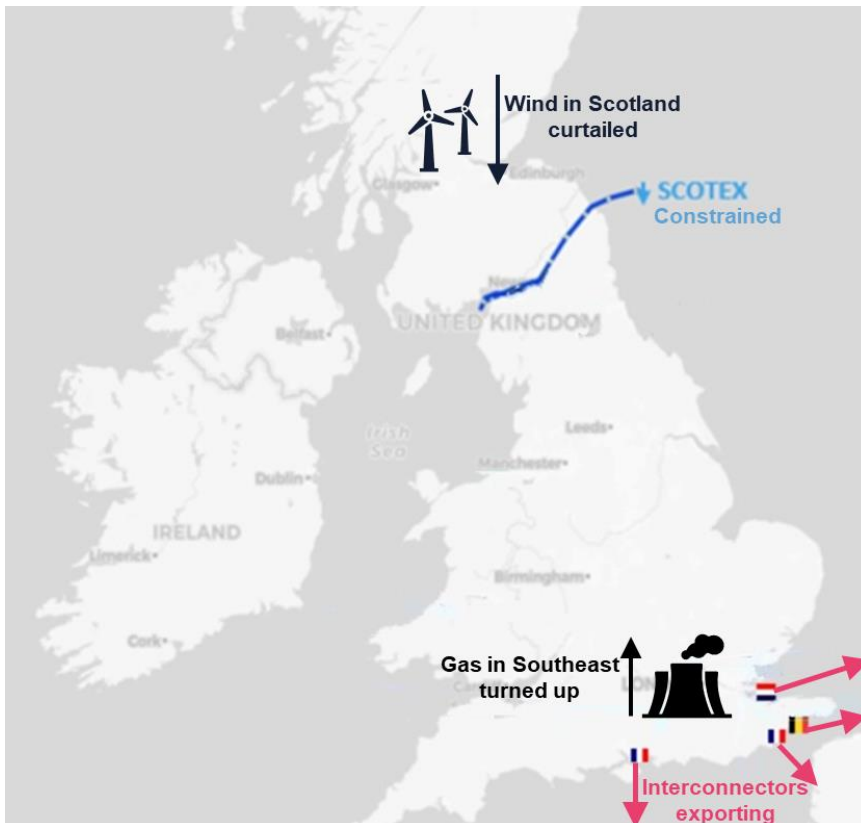 Wind in Scotland
curtailed
Edinburgh
Glasgow
SCOTEX
Constrained
UNITED KINGDOM
Belfast
Irish
Sea
Leeds
Manchester
Dublin
IRELAND
Limerick
Birmingham
Cork
Gas in Southeast
turned up
Interconnectors
exporting